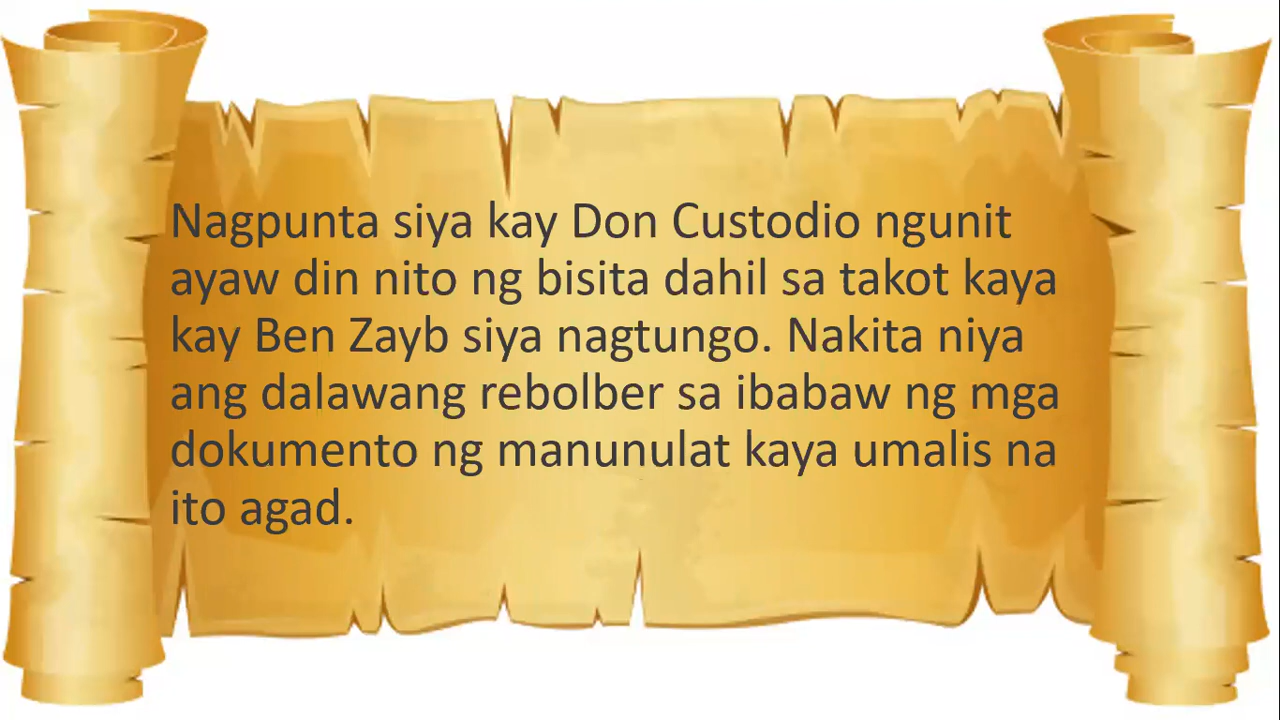 Nagpunta siya kay Don Custodio ngunit
ayaw din nito ng bisita dahil sa takot kaya
kay Ben Zayb siya nagtungo. Nakita niya
ang dalawang rebolber sa ibabaw ng mga
dokumento ng manunulat kaya umalis na
ito agad.